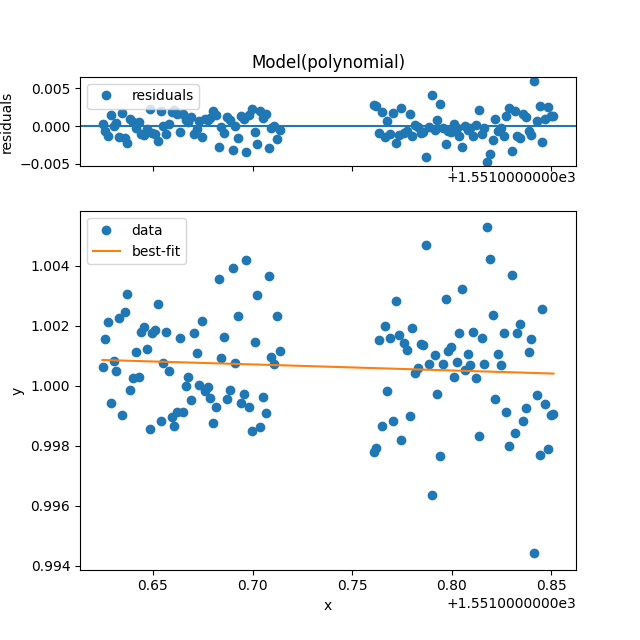 Model(polynomial)
residuals
0.005
0.000
−0.005
residuals
+1.5510000000e3
data
best-fit
1.004
1.002
1.000
0.998
0.996
0.994
y
0.65
0.70
0.75
0.80
0.85
x
+1.5510000000e3